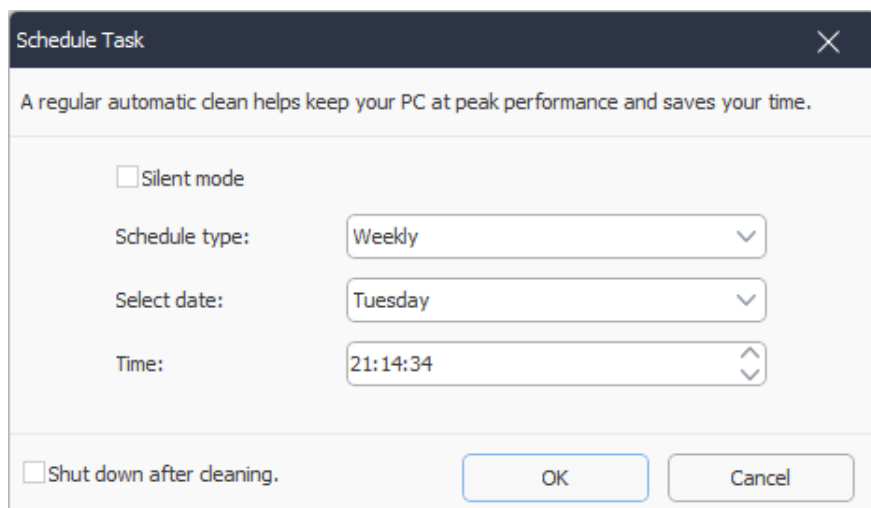 Schedule Task
A regular automatic clean helps keep your PC at peak performance and saves your time.
Silent mode
Schedule type: Weekly
Select date: Tuesday
Time: 21:14:34
Shut down after cleaning. OK Cancel